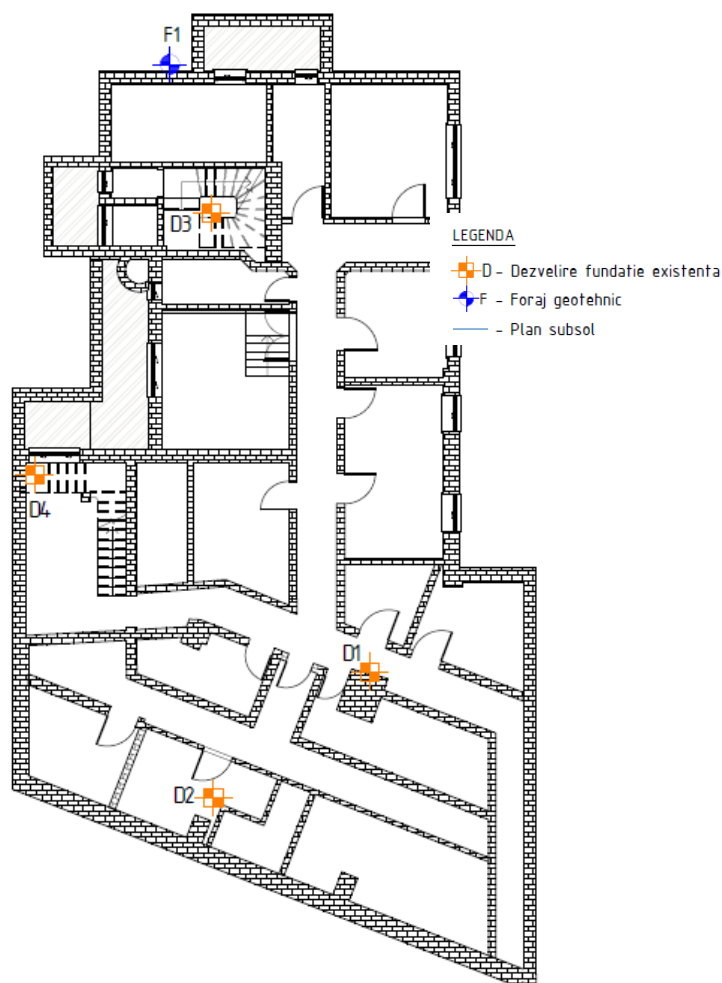 F1
D3
LEGENDA
D - Dezvelire fundatie existenta
F - Foraj geotehnic
- Plan subsol
D4
D1
D2